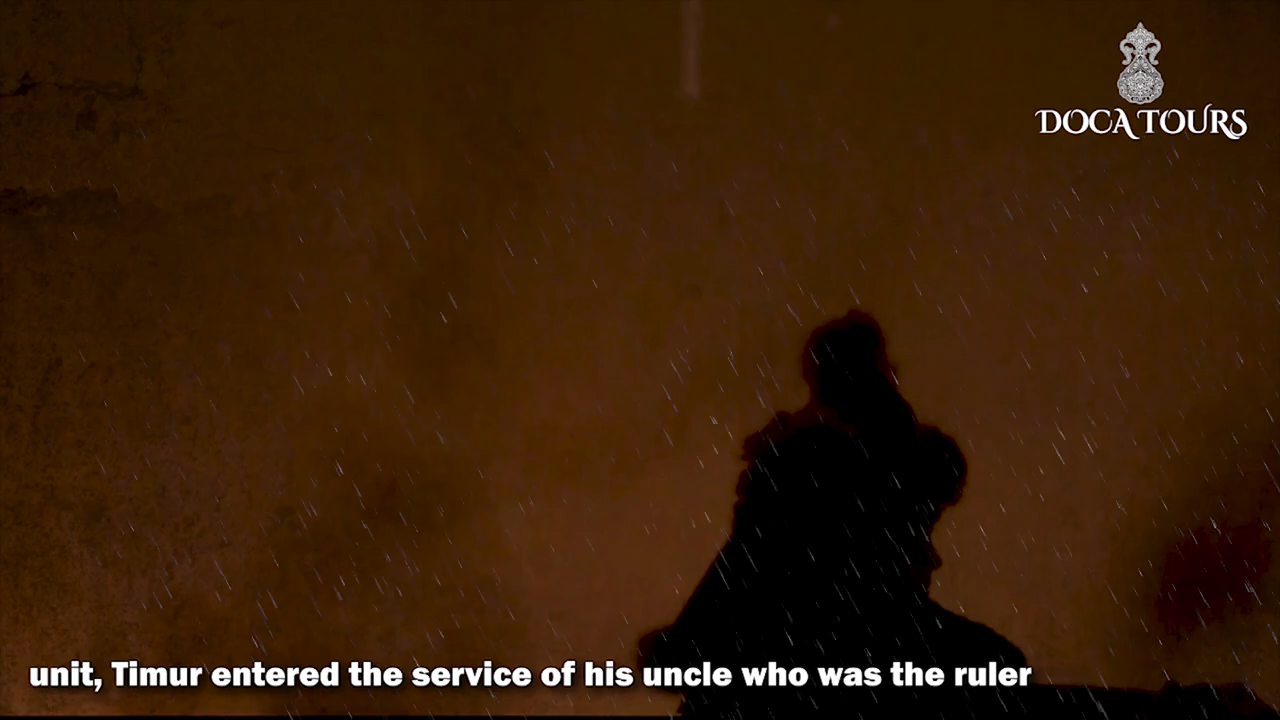 DOCA TOURS
unit, Timur entered the service of his uncle who was the ruler